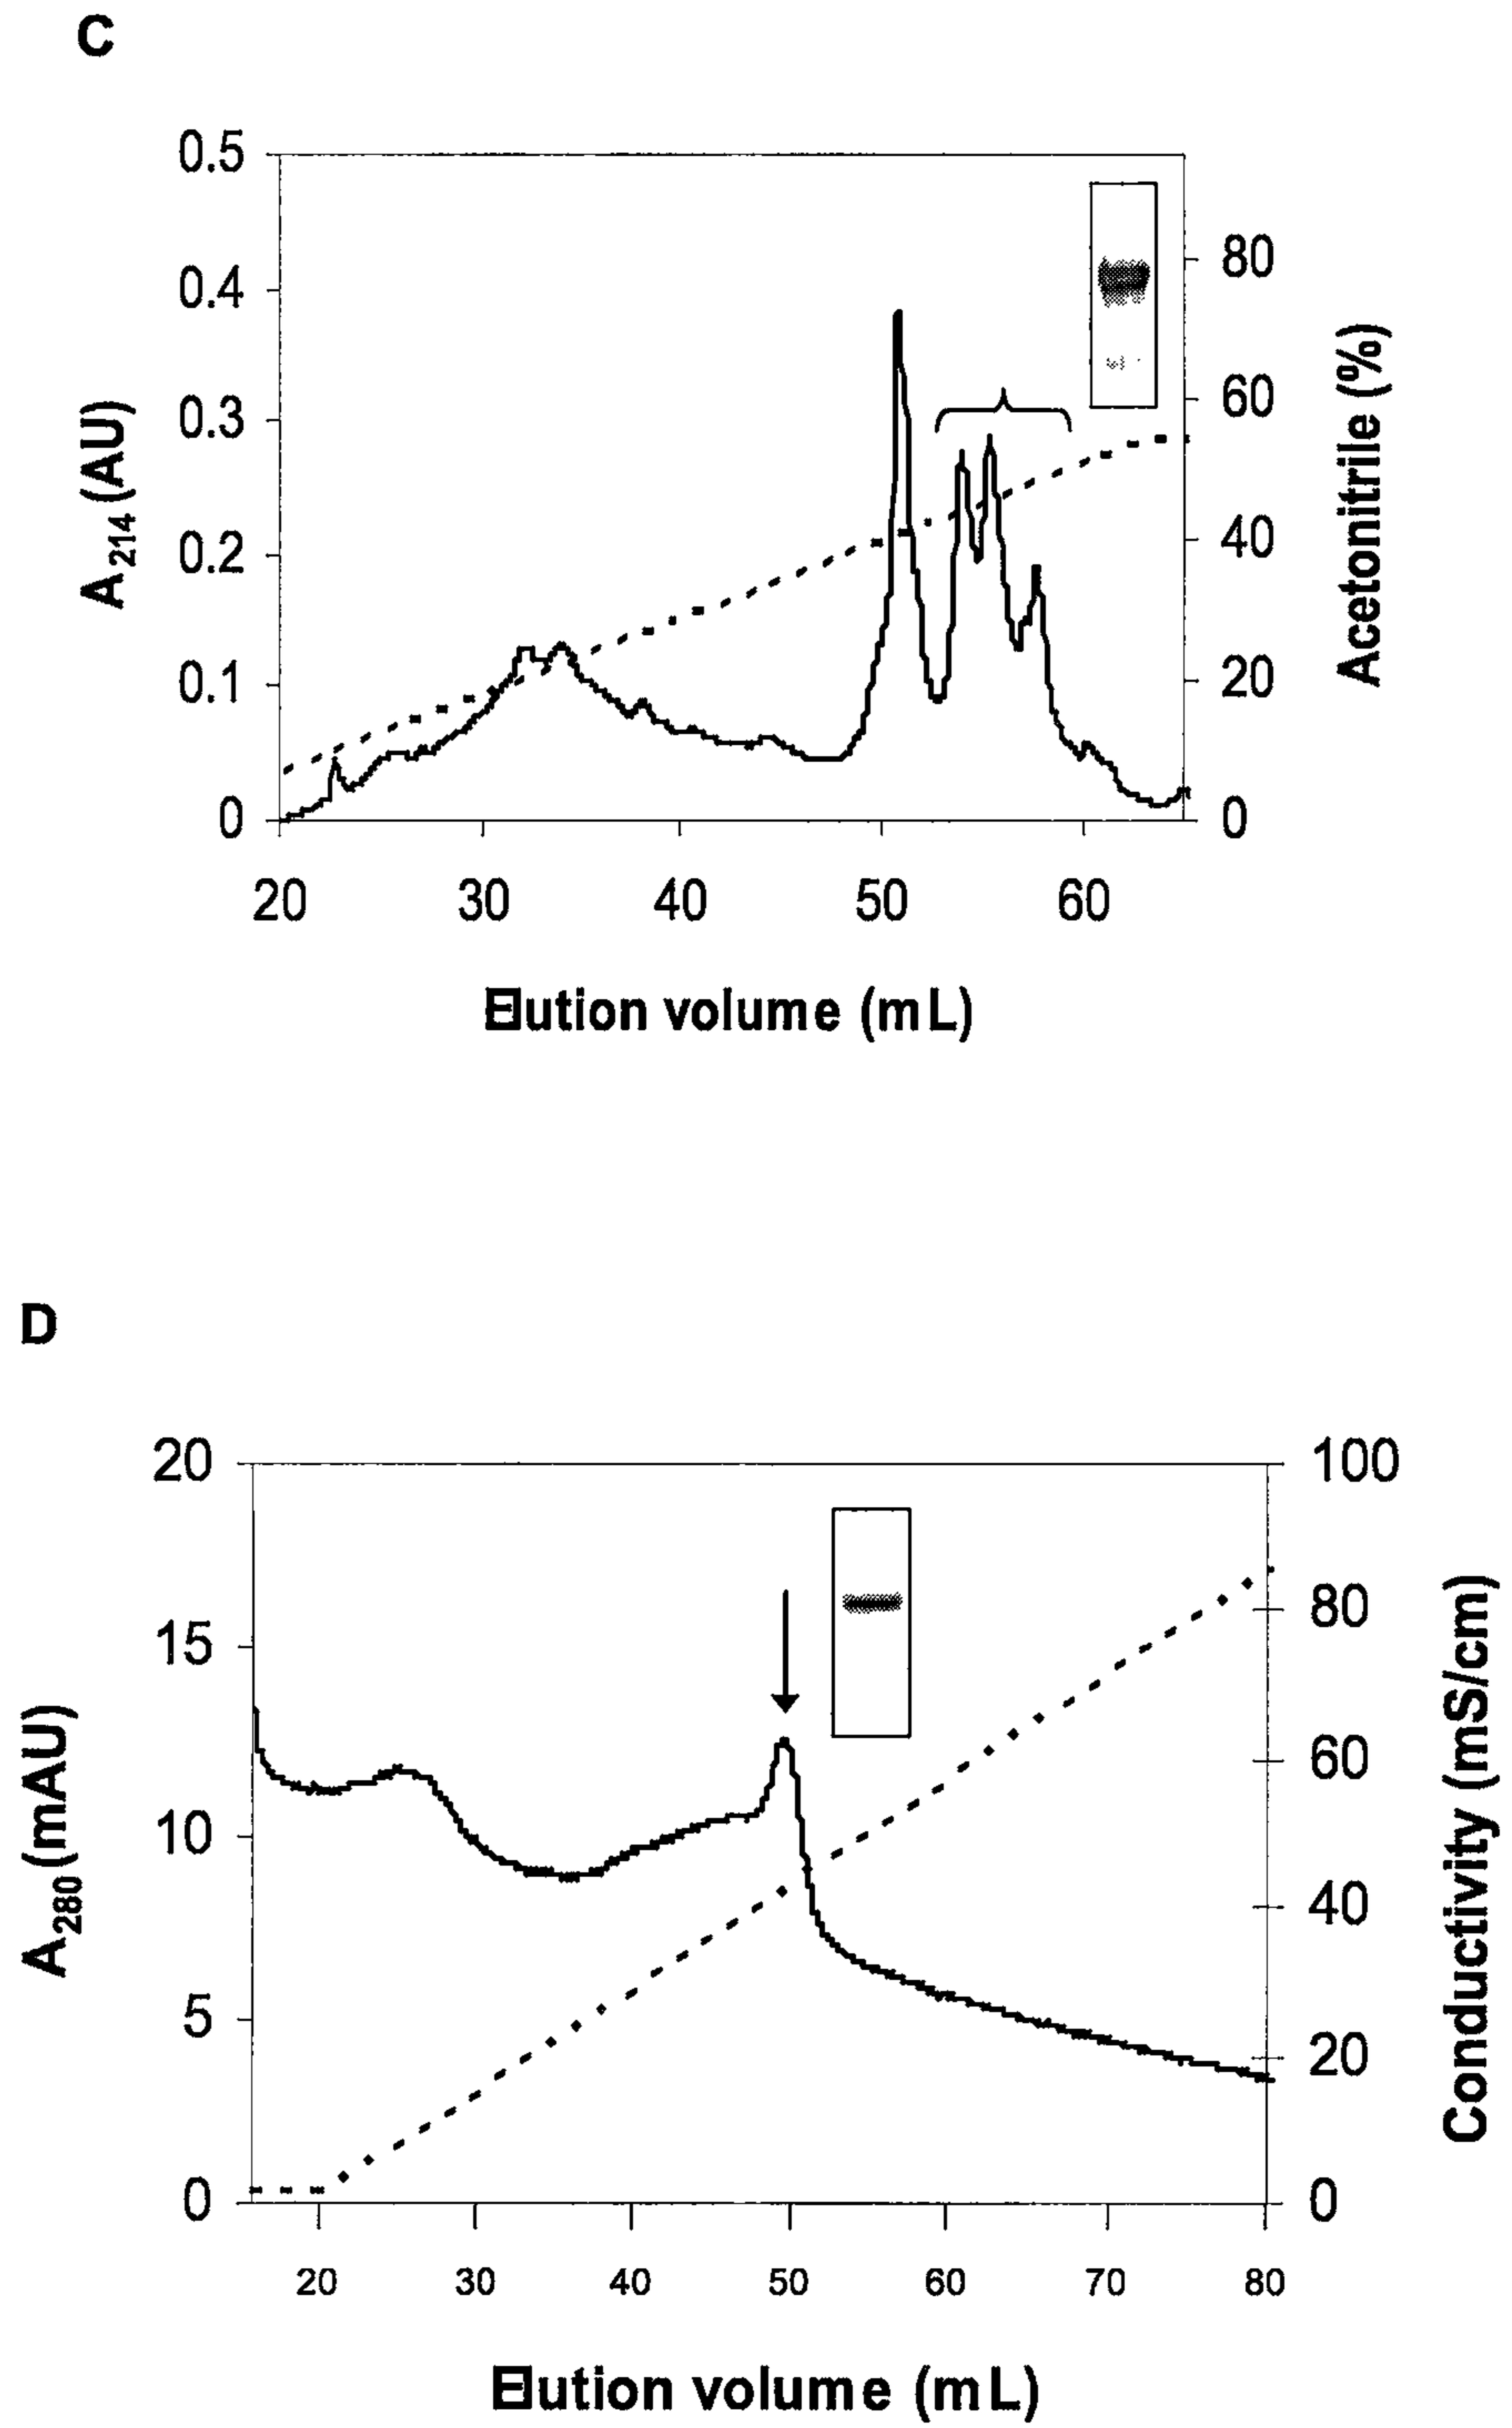 C
0.5
0.4
0.3
0.2
0.1
0
A214 (AU)
80
60
40
20
0
Acetonitrile (%)
20 30 40 50 60
Elution volume (mL)
D
20
15
10
5
0
A280 (mAU)
100
80
60
40
20
0
Conductivity (mS/cm)
20 30 40 50 60 70 80
Elution volume (mL)